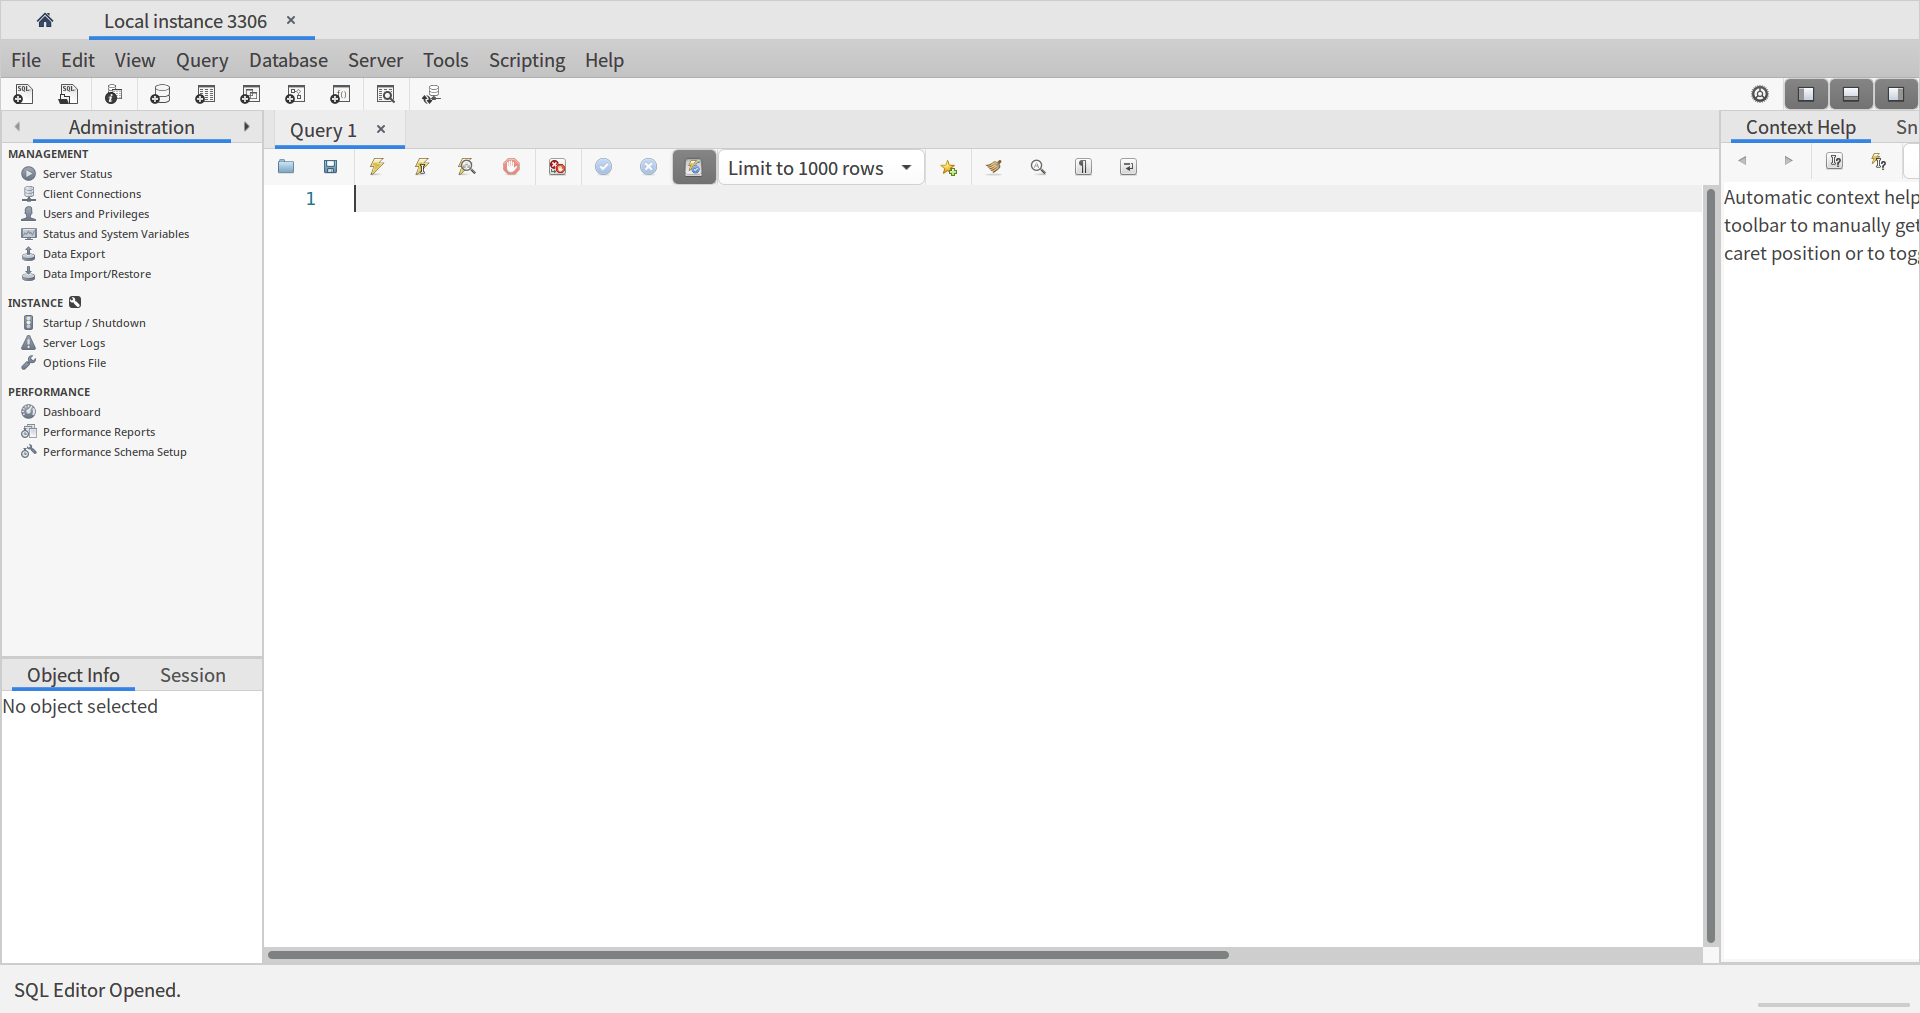 Local instance 3306
File Edit View Query Database Server Tools Scripting Help
Administration
Query 1
Context Help Sn
MANAGEMENT
Server Status
Client Connections
Users and Privileges
Status and System Variables
Data Export
Data Import/Restore
INSTANCE
Startup / Shutdown
Server Logs
Options File
PERFORMANCE
Dashboard
Performance Reports
Performance Schema Setup
Object Info Session
No object selected
Limit to 1000 rows
1
Automatic context help
toolbar to manually get
caret position or to tog
SQL Editor Opened.